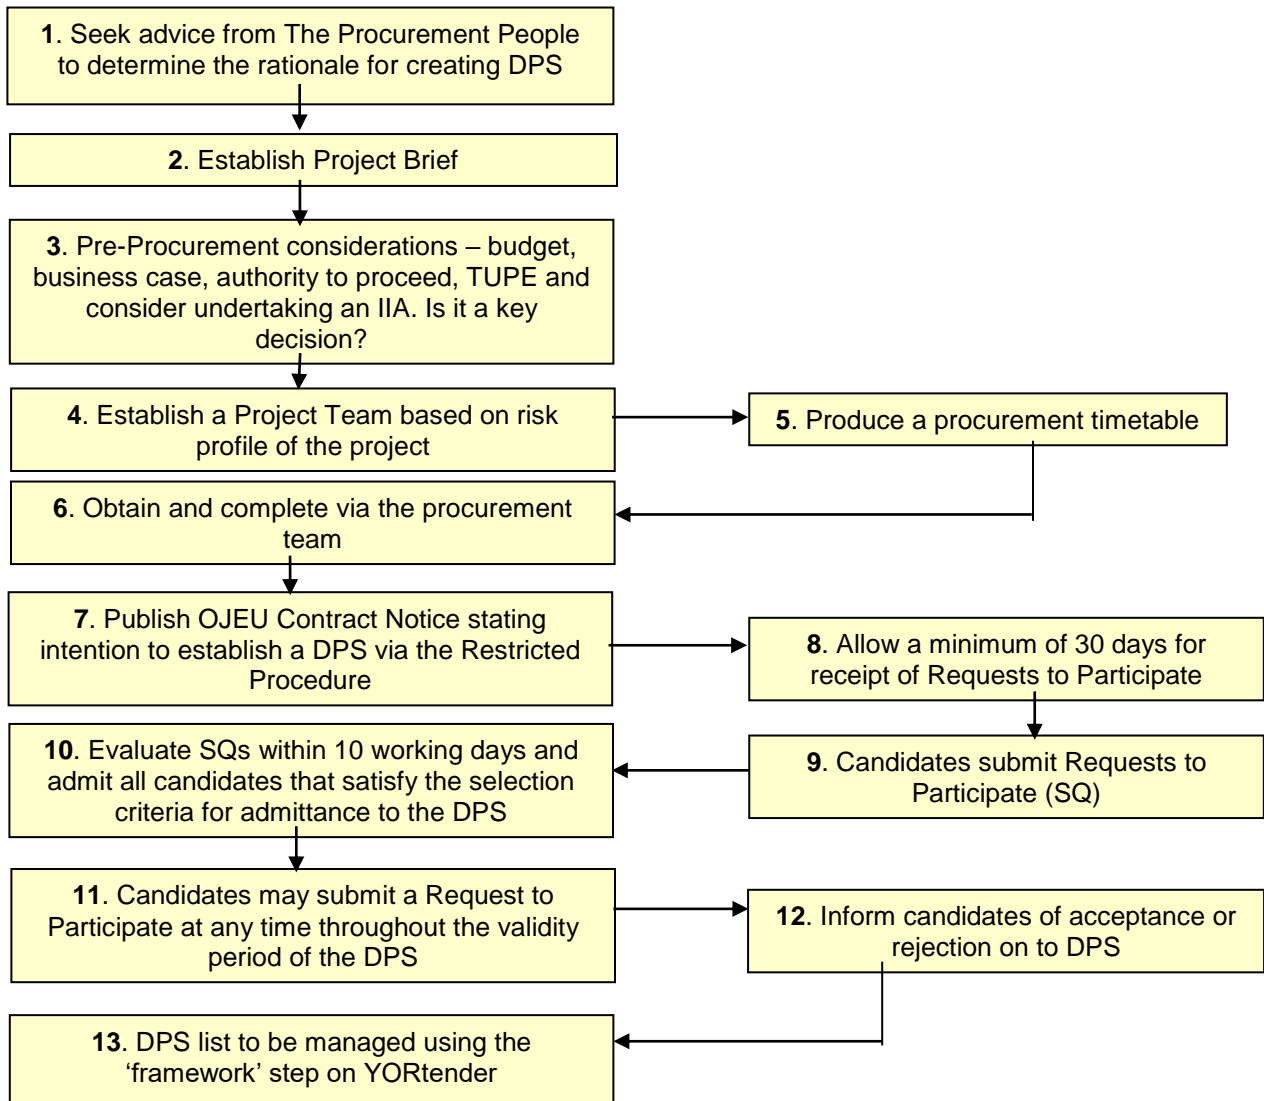 1. Seek advice from The Procurement People
to determine the rationale for creating DPS
2. Establish Project Brief
3. Pre-Procurement considerations – budget,
business case, authority to proceed, TUPE and
consider undertaking an IIA. Is it a key
decision?
4. Establish a Project Team based on risk
profile of the project
5. Produce a procurement timetable
6. Obtain and complete via the procurement
team
7. Publish OJEU Contract Notice stating
intention to establish a DPS via the Restricted
Procedure
8. Allow a minimum of 30 days for
receipt of Requests to Participate
9. Candidates submit Requests to
Participate (SQ)
10. Evaluate SQs within 10 working days and
admit all candidates that satisfy the selection
criteria for admittance to the DPS
11. Candidates may submit a Request to
Participate at any time throughout the validity
period of the DPS
12. Inform candidates of acceptance or
rejection on to DPS
13. DPS list to be managed using the
‘framework’ step on YORtender